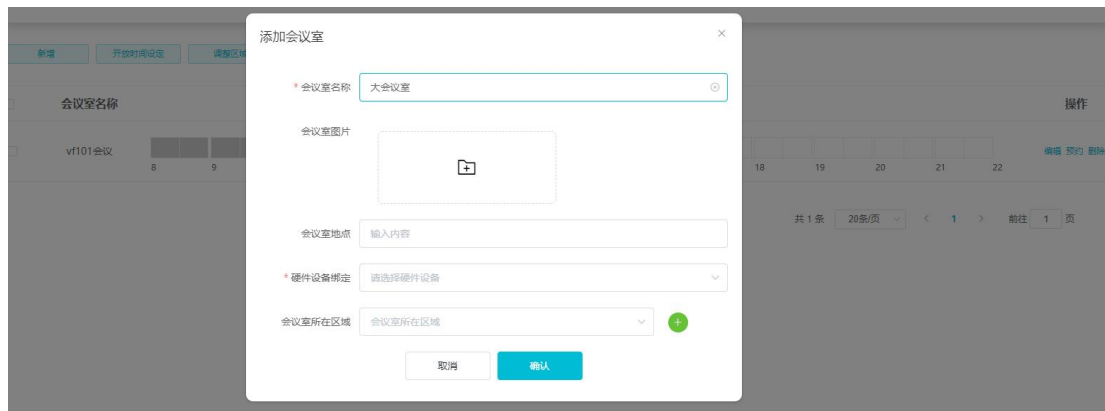 添加会议室
新增 开放时间设定 调整区域
* 会议室名称 大会议室
会议室名称 操作
会议室图片
vf101会议 编辑 预约 删除
8 9 18 19 20 21 22
共 1 条 20条/页 1 前往 1 页
会议室地点 输入内容
* 硬件设备绑定 请选择硬件设备
会议室所在区域 会议室所在区域
取消 确认